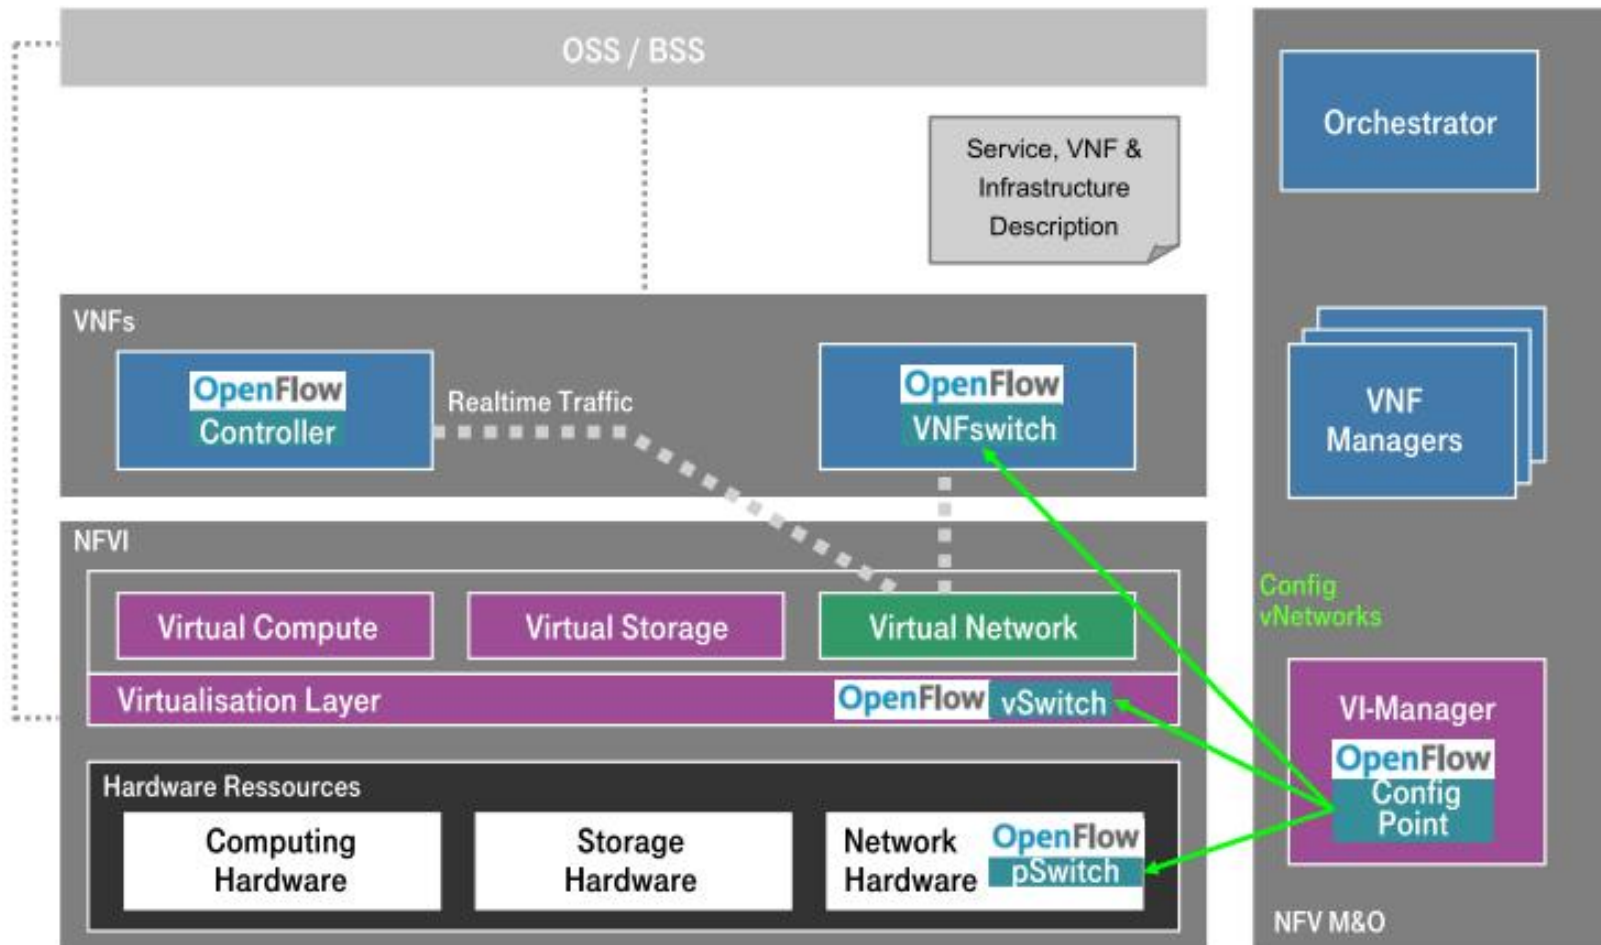 OSS / BSS
Orchestrator
Service, VNF &
Infrastructure
Description
VNFs
OpenFlow
Controller
Realtime Traffic
OpenFlow
VNFswitch
VNF
Managers
NFVI
Virtual Compute
Virtual Storage
Virtual Network
Config
vNetworks
Virtualisation Layer
OpenFlow vSwitch
VI-Manager
OpenFlow
Config
Point
Hardware Ressources
Computing
Hardware
Storage
Hardware
Network
Hardware
OpenFlow
pSwitch
NFV M&O